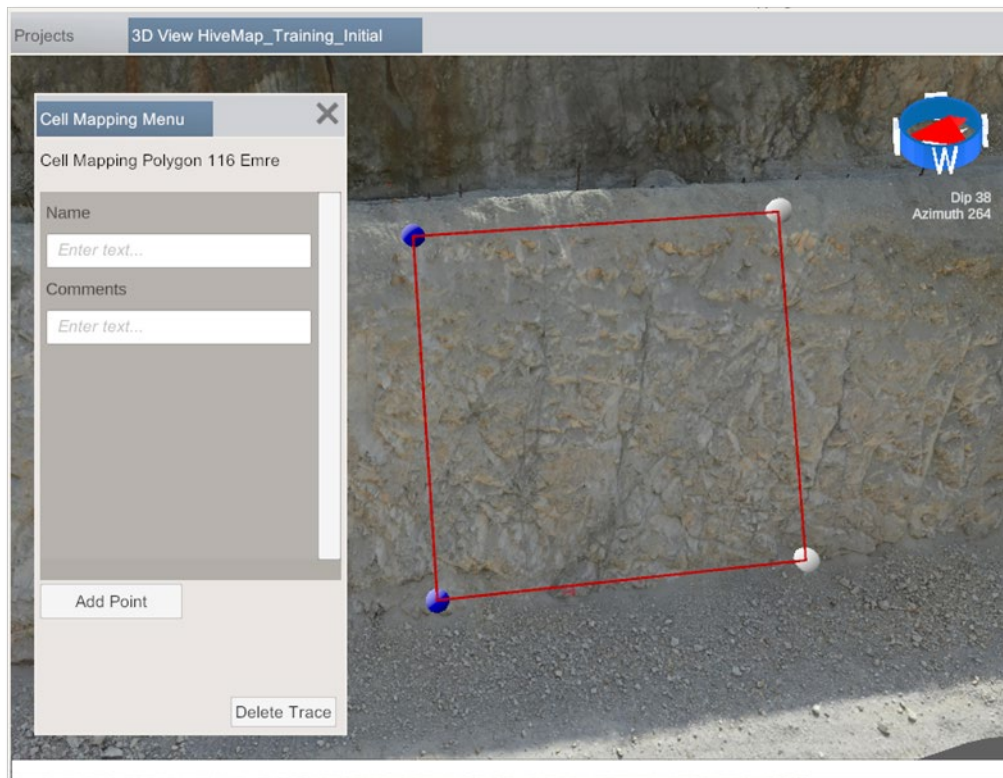 Projects
3D View HiveMap_Training_Initial
Cell Mapping Menu
Cell Mapping Polygon 116 Emre
Name
Enter text...
Comments
Enter text...
Add Point
Delete Trace
W
Dip 38
Azimuth 264